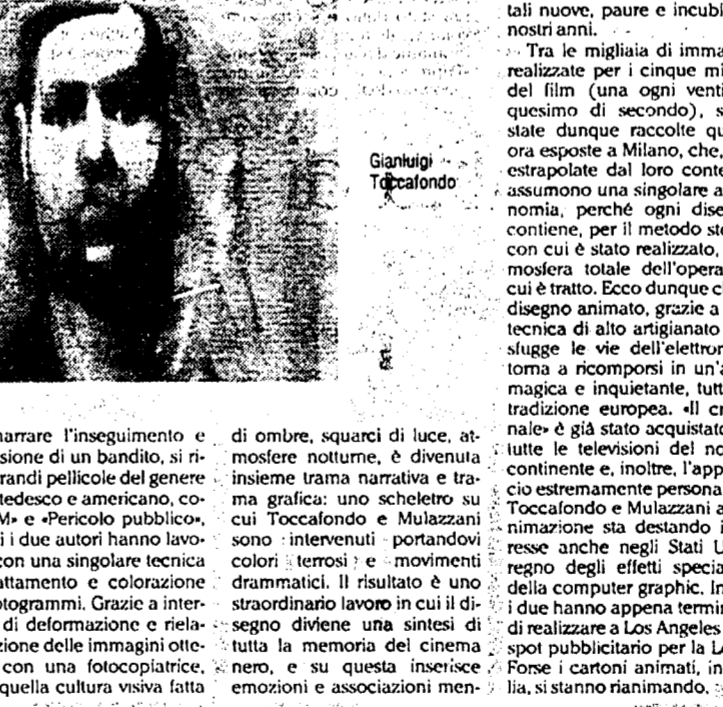 Gianluigi
Toccafondo
narrare l'inseguimento e
sione di un bandito, si ri-
randi pellicole del genere
tedesco e americano, co-
M» e «Pericolo pubblico»,
i i due autori hanno lavo-
con una singolare tecnica
attamento e colorazione
otogrammi. Grazie a inter-
di deformazione e riela-
zione delle immagini otte-
con una fotocopiatrice,
quella cultura visiva fatta
di ombre, squarci di luce, at-
mosfere notturne, è divenuta
insieme trama narrativa e tra-
ma grafica: uno scheletro su
cui Toccafondo e Mulazzani
sono intervenuti portandovi
colori terrosi e movimenti
drammatici. Il risultato è uno
straordinario lavoro in cui il di-
segno diviene una sintesi di
tutta la memoria del cinema
nero, e su questa inserisce
emozioni e associazioni men-
tali nuove, paure e incubi
nostri anni.
Tra le migliaia di imma
realizzate per i cinque mi
del film (una ogni venti
quesimo di secondo), s
state dunque raccolte qu
ora esposte a Milano, che,
estrapolate dal loro conte
assumono una singolare a
nomia, perché ogni dise
contiene, per il metodo ste
con cui è stato realizzato,
mosfera totale dell'opera
cui è tratto. Ecco dunque c
disegno animato, grazie a
tecnica di alto artigianato
sfugge le vie dell'elettron
torna a ricomporsi in un'a
magica e inquietante, tutt
tradizione europea. «Il cr
nale» è già stato acquistato
tutte le televisioni del no
continente e, inoltre, l'app
cio estremamente persona
Toccafondo e Mulazzani a
nimazione sta destando i
resse anche negli Stati U
regno degli effetti specia
della computer graphic. In
i due hanno appena termin
di realizzare a Los Angeles
spot pubblicitario per la L
Forse i cartoni animati, in
lia, si stanno rianimando.